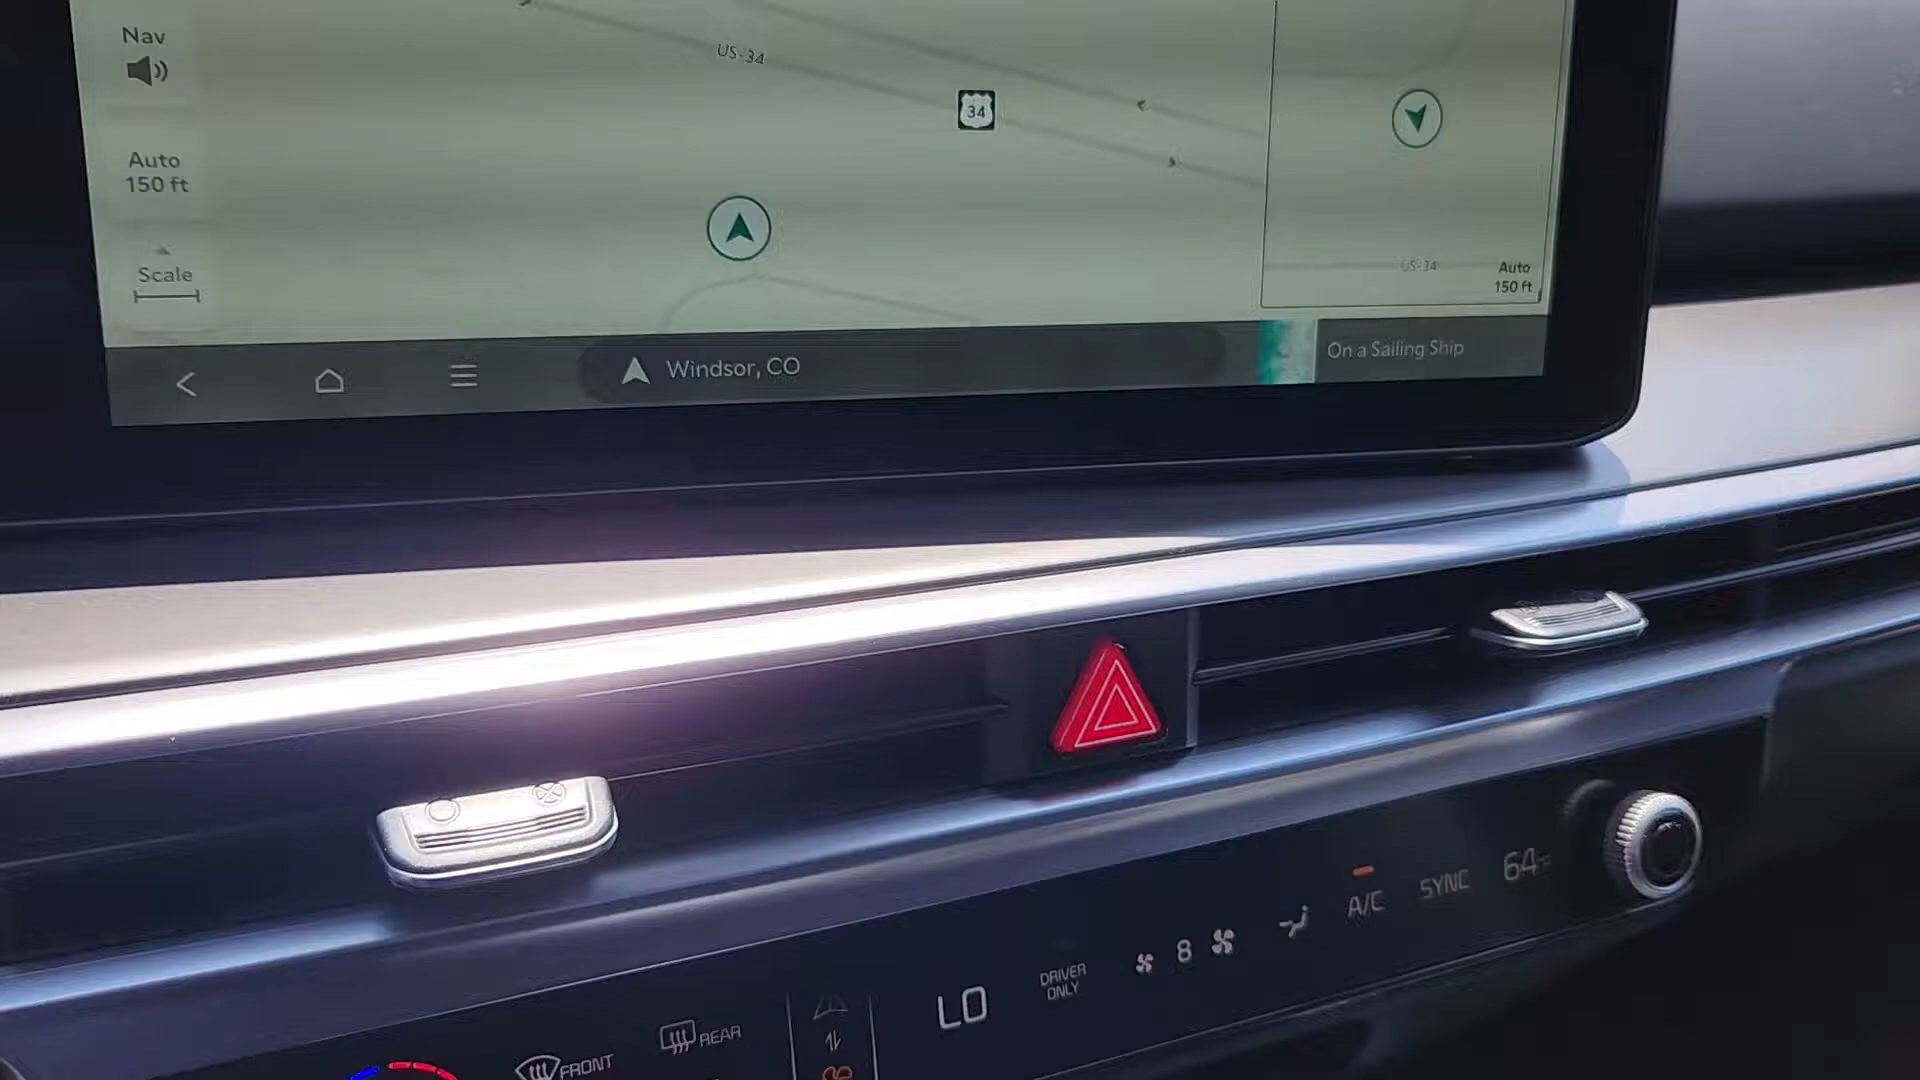 Nav
US-34
34
Auto
150 ft
Scale
US-34
Auto
150 ft
Windsor, CO
On a Sailing Ship
64°F
SYNC
A/C
8
DRIVER
ONLY
LO
REAR
FRONT